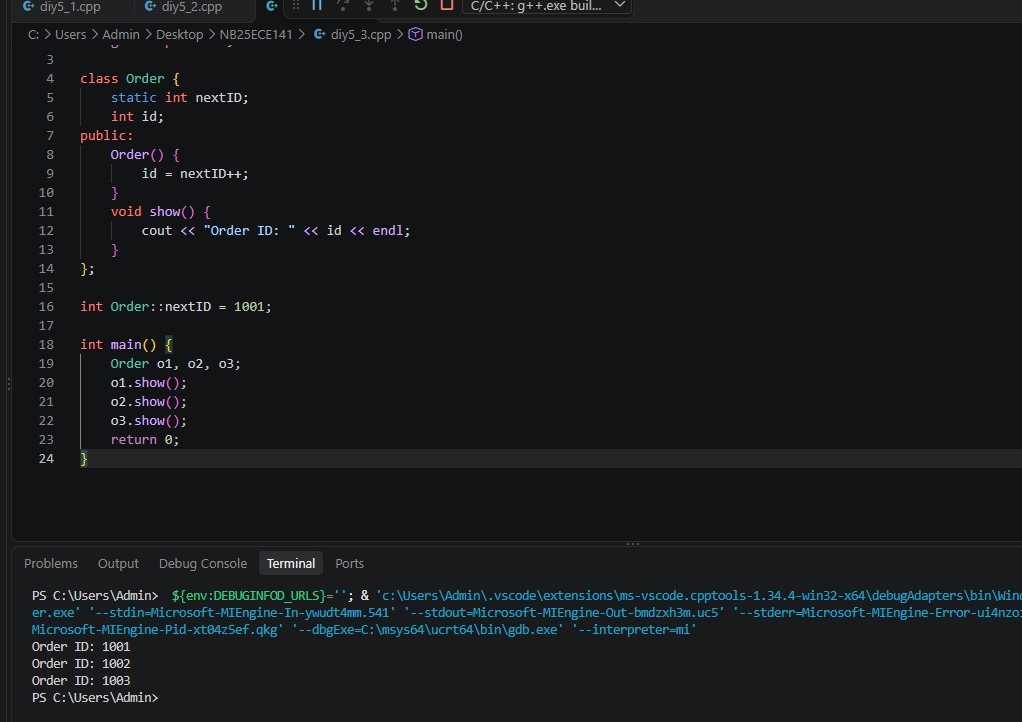 diy5_1.cpp diy5_2.cpp C/C++: g++.exe buil...
C: > Users > Admin > Desktop > NB25ECE141 > diy5_3.cpp > main()
3
4 class Order {
5 static int nextID;
6 int id;
7 public:
8 Order() {
9 id = nextID++;
10 }
11 void show() {
12 cout << "Order ID: " << id << endl;
13 }
14 };
15
16 int Order::nextID = 1001;
17
18 int main() {
19 Order o1, o2, o3;
20 o1.show();
21 o2.show();
22 o3.show();
23 return 0;
24 }
Problems Output Debug Console Terminal Ports
PS C:\Users\Admin> ${env:DEBUGINFOD_URLS}=''; & 'c:\Users\Admin\.vscode\extensions\ms-vscode.cpptools-1.34.4-win32-x64\debugAdapters\bin\Wind
er.exe' '--stdin=Microsoft-MIEngine-In-ywudt4mm.541' '--stdout=Microsoft-MIEngine-Out-bmdzxh3m.uc5' '--stderr=Microsoft-MIEngine-Error-ui4nzoi
Microsoft-MIEngine-Pid-xt04z5ef.qkg' '--dbgExe=C:\msys64\ucrt64\bin\gdb.exe' '--interpreter=mi'
Order ID: 1001
Order ID: 1002
Order ID: 1003
PS C:\Users\Admin>